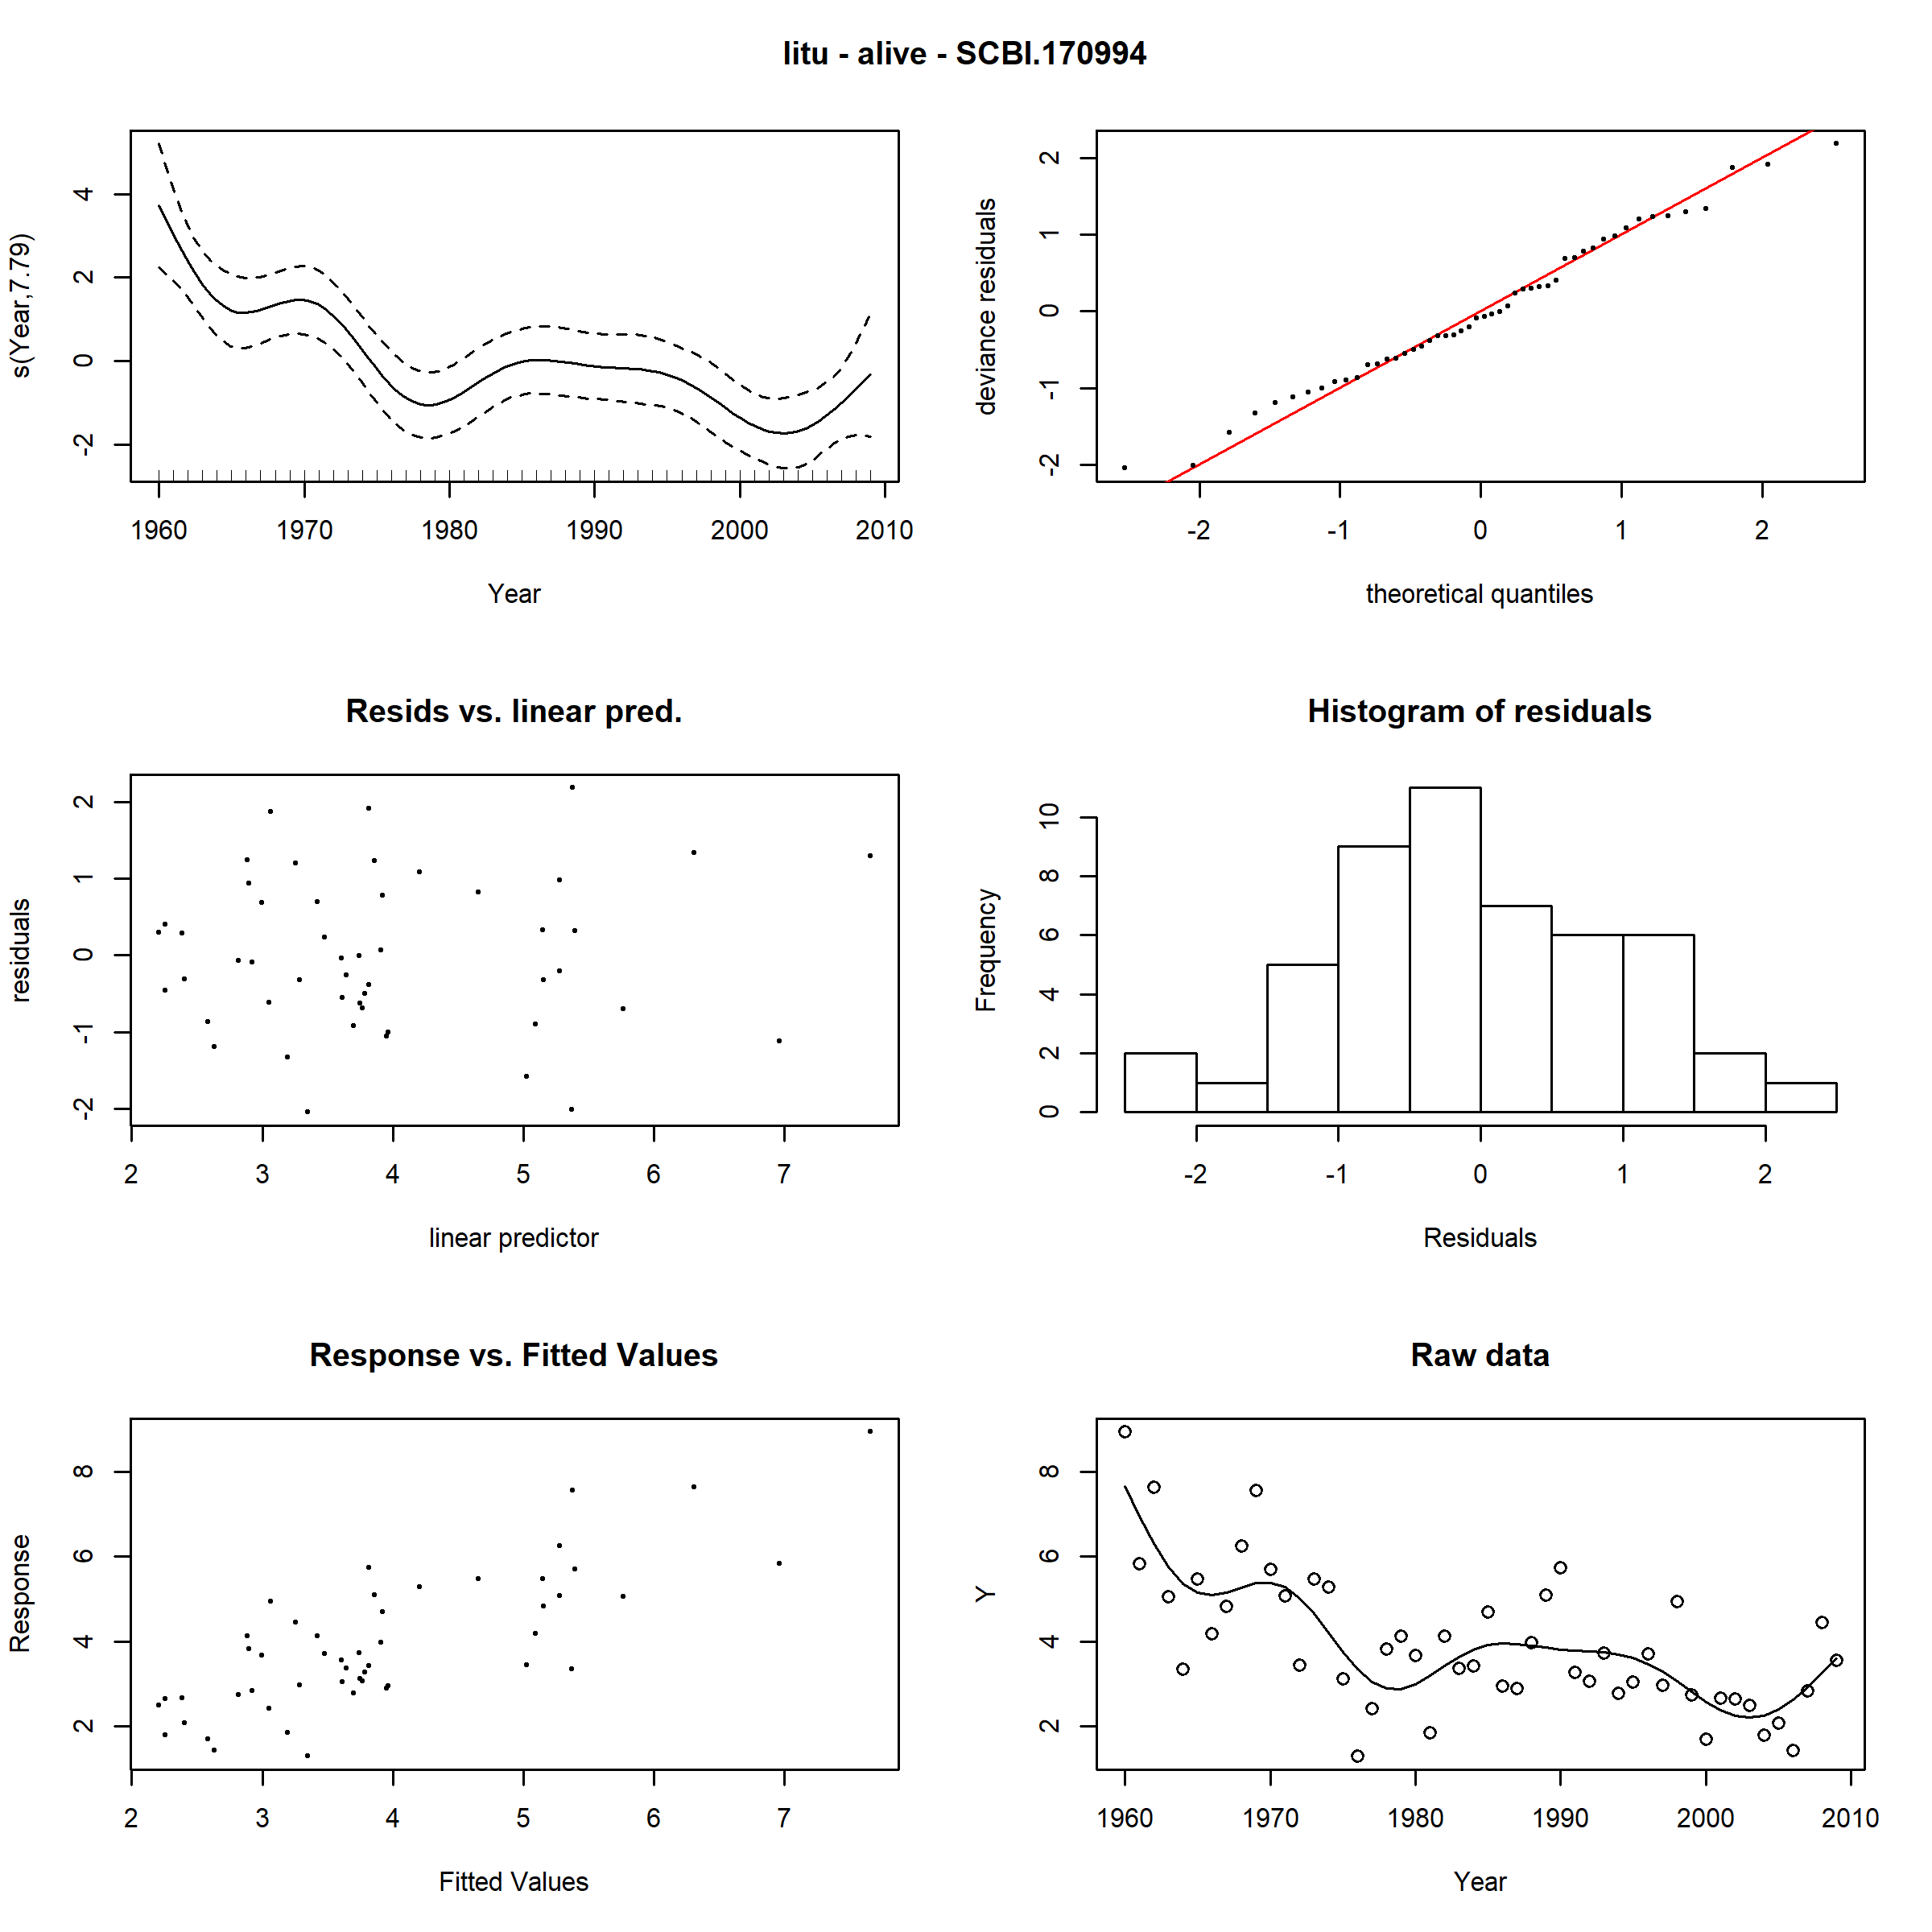 litu - alive - SCBI.170994
s(Year,7.79)
-2 0 2 4
1960 1970 1980 1990 2000 2010
Year
deviance residuals
-2 -1 0 1 2
-2 -1 0 1 2
theoretical quantiles
Resids vs. linear pred.
residuals
-2 -1 0 1 2
2 3 4 5 6 7
linear predictor
Histogram of residuals
Frequency
0 2 4 6 8 10
-2 -1 0 1 2
Residuals
Response vs. Fitted Values
Response
2 4 6 8
2 3 4 5 6 7
Fitted Values
Raw data
Y
2 4 6 8
1960 1970 1980 1990 2000 2010
Year